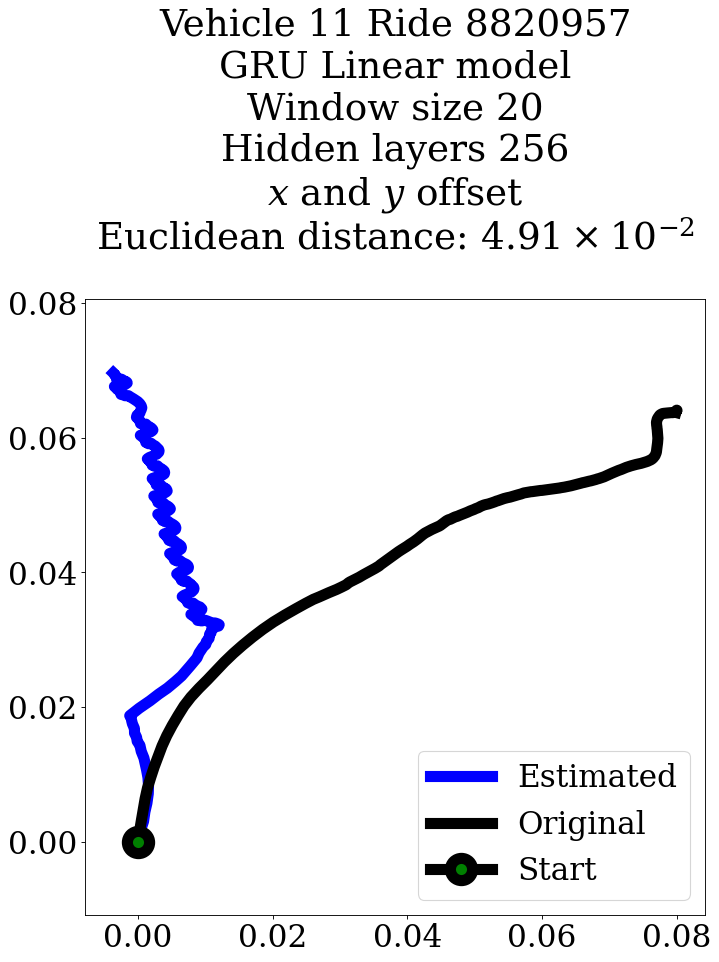 Vehicle 11 Ride 8820957
GRU Linear model
Window size 20
Hidden layers 256
x and y offset
Euclidean distance: 4.91 × 10⁻²
0.08
0.06
0.04
0.02
0.00
Estimated
Original
Start
0.00 0.02 0.04 0.06 0.08